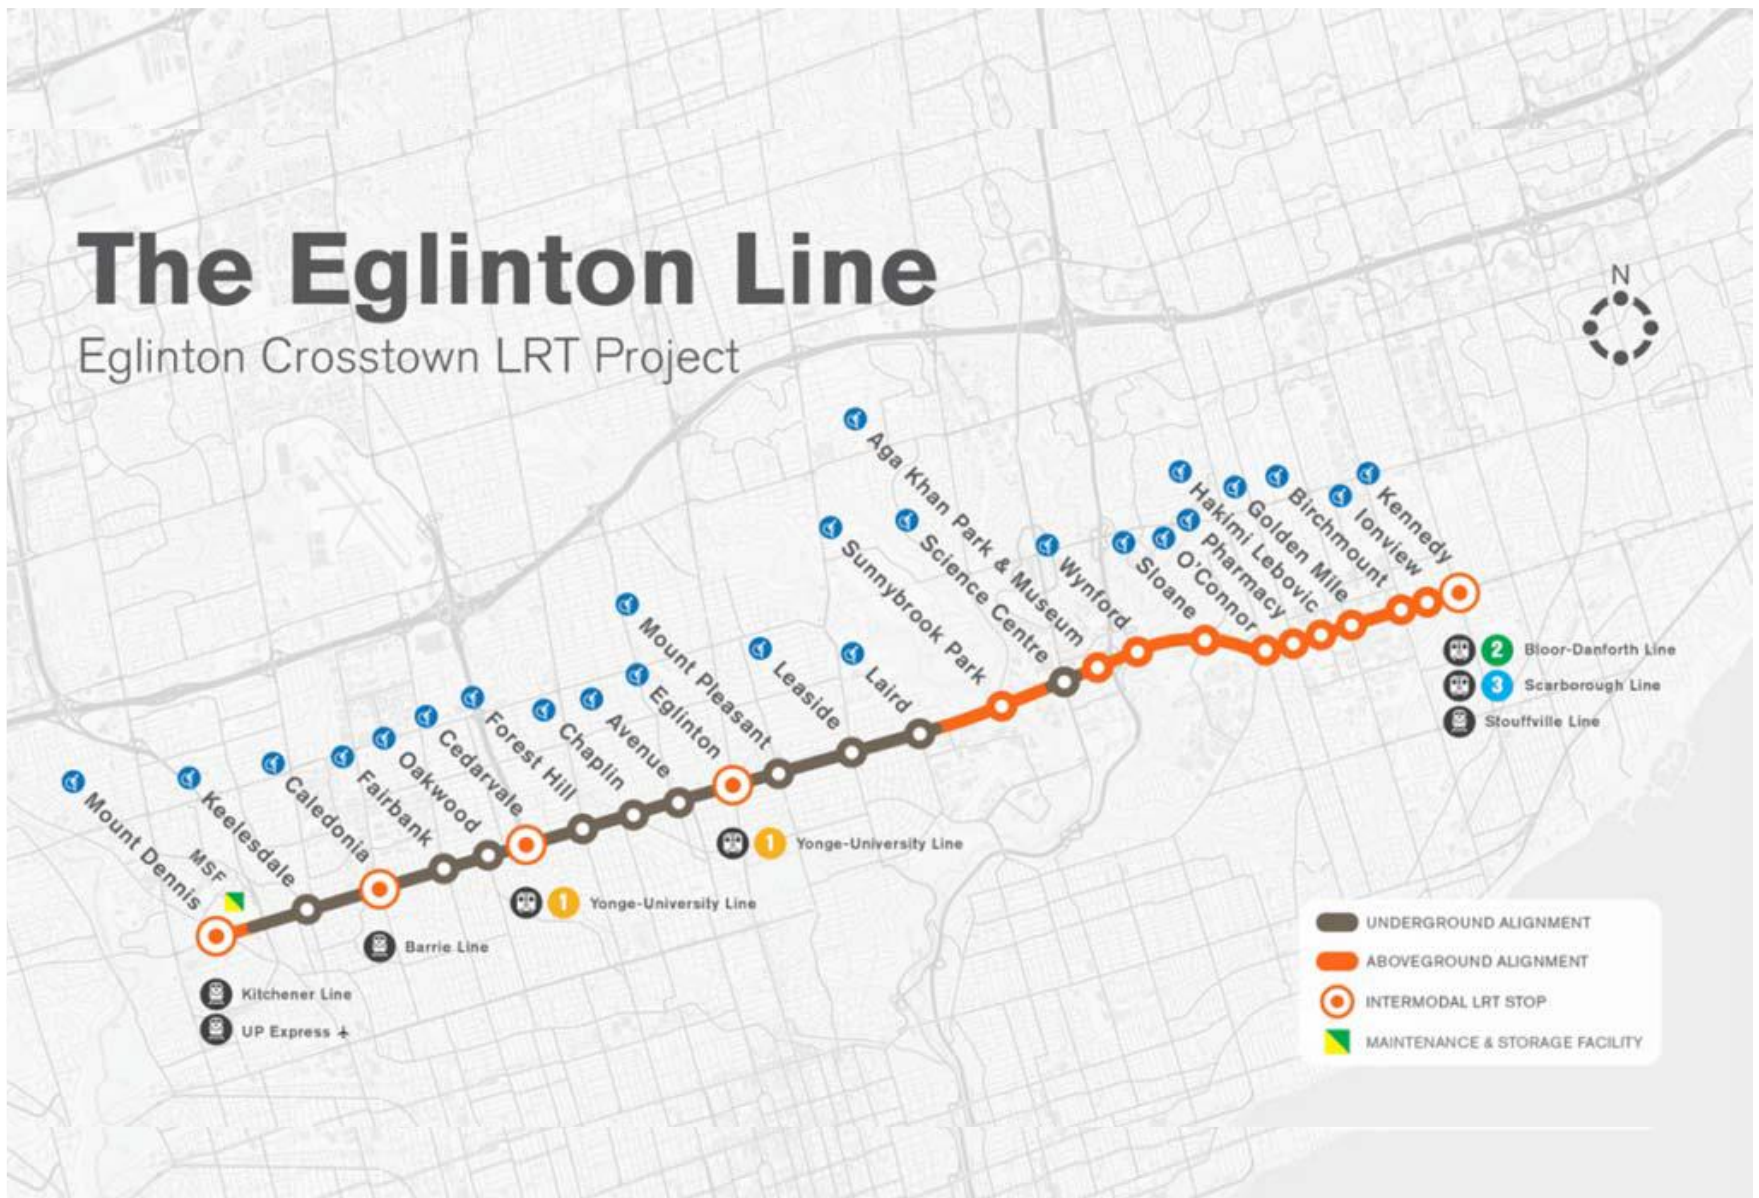 The Eglinton Line
Eglinton Crosstown LRT Project
N
Mount Dennis
MSF
Keelesdale
Caledonia
Fairbank
Oakwood
Cedarvale
Forest Hill
Chaplin
Avenue
Eglinton
Mount Pleasant
Leaside
Laird
Sunnybrook Park
Science Centre
Aga Khan Park & Museum
Wynford
Sloane
O'Connor
Pharmacy
Hakimi Lebovic
Golden Mile
Birchmount
Ionview
Kennedy
2 Bloor-Danforth Line
3 Scarborough Line
Stouffville Line
1 Yonge-University Line
1 Yonge-University Line
Barrie Line
Kitchener Line
UP Express
UNDERGROUND ALIGNMENT
ABOVEGROUND ALIGNMENT
INTERMODAL LRT STOP
MAINTENANCE & STORAGE FACILITY